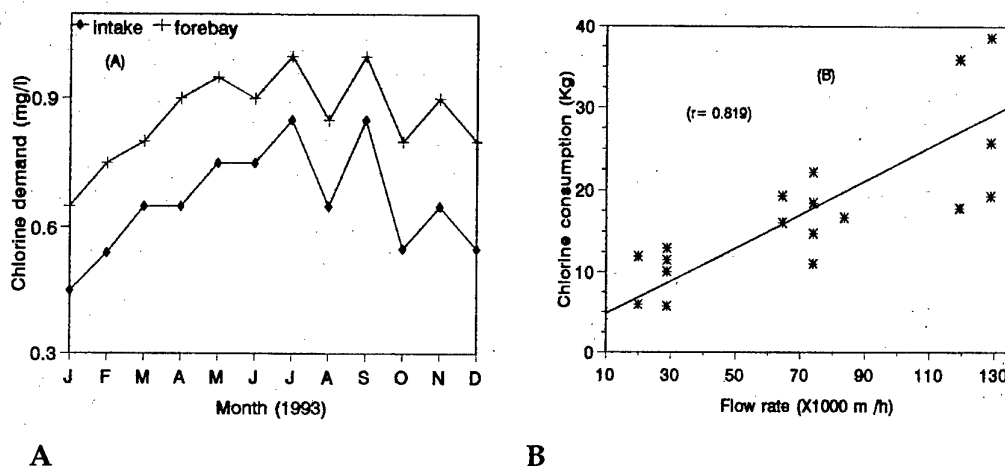 intake forebay
(A)
Chlorine demand (mg/l)
0.9
0.6
0.3
J F M A M J J A S O N D
Month (1993)
A
(B)
(r= 0.819)
Chlorine consumption (Kg)
40
30
20
10
0
10 30 50 70 90 110 130
Flow rate (X1000 m /h)
B